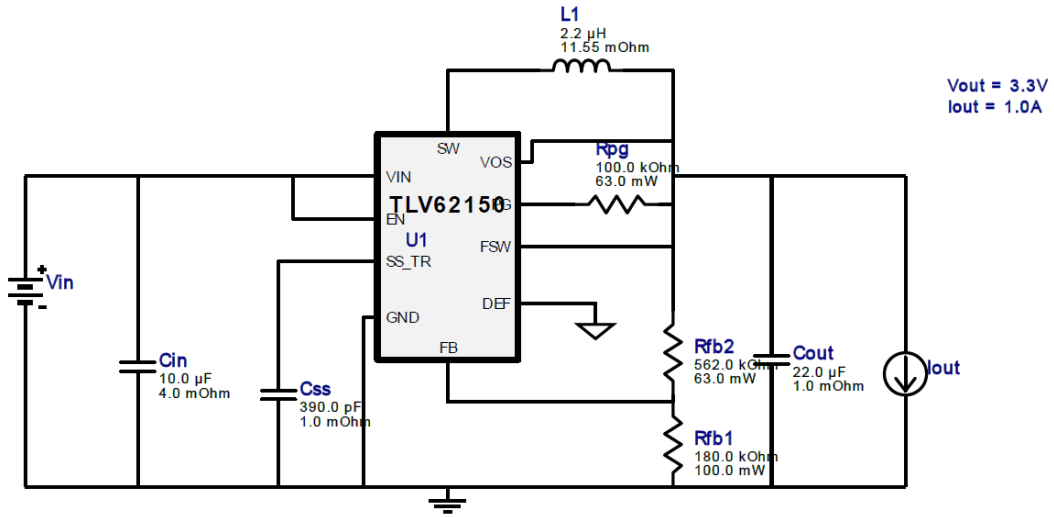 L1
2.2 µH
11.55 mOhm
Vout = 3.3V
Iout = 1.0A
SW
VOS
Rpg
100.0 kOhm
63.0 mW
VIN
TLV62150
PG
EN
U1
FSW
SS_TR
Vin
+
-
DEF
GND
FB
Rfb2
562.0 kOhm
63.0 mW
Cin
10.0 µF
4.0 mOhm
Cout
22.0 µF
1.0 mOhm
Iout
Css
390.0 pF
1.0 mOhm
Rfb1
180.0 kOhm
100.0 mW